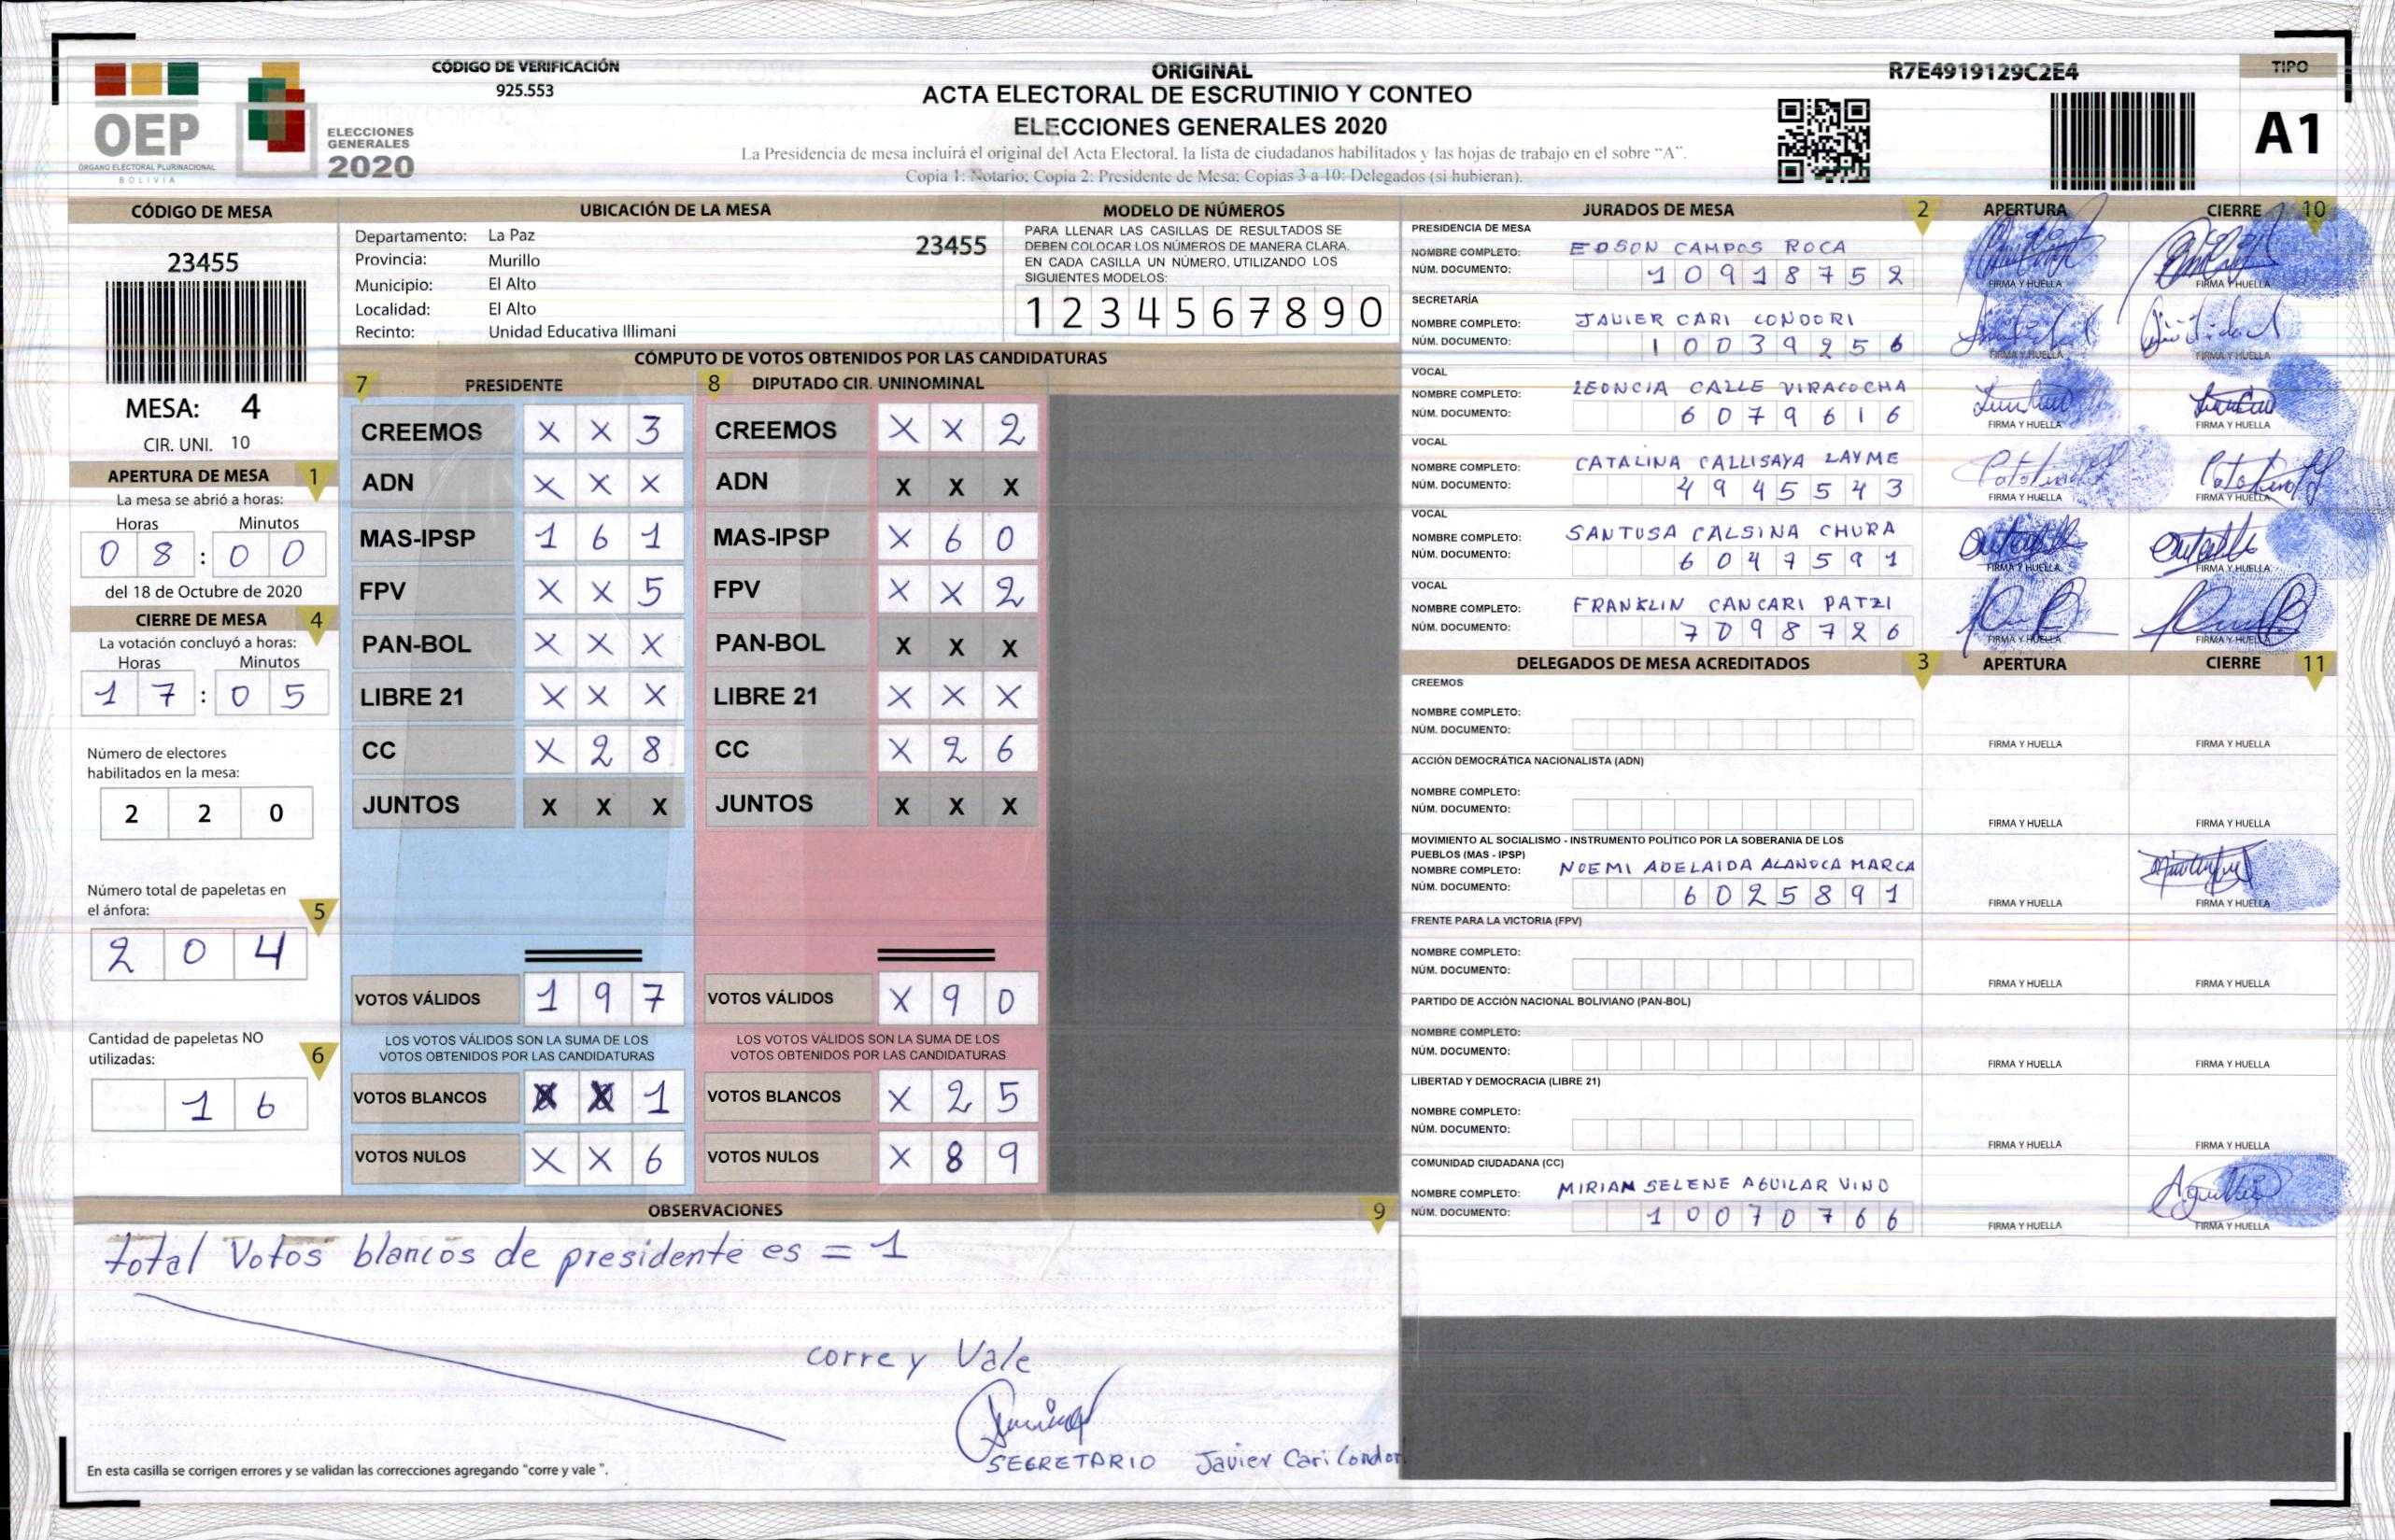 CÓDIGO DE VERIFICACIÓN
925.553
OEP
ÓRGANO ELECTORAL PLURINACIONAL
BOLIVIA
ELECCIONES
GENERALES
2020
ORIGINAL
ACTA ELECTORAL DE ESCRUTINIO Y CONTEO
ELECCIONES GENERALES 2020
La Presidencia de mesa incluirá el original del Acta Electoral, la lista de ciudadanos habilitados y las hojas de trabajo en el sobre “A”.
Copia 1: Notario; Copia 2: Presidente de Mesa; Copias 3 a 10: Delegados (si hubieran).
R7E4919129C2E4
TIPO
A1
CÓDIGO DE MESA
23455
MESA: 4
CIR. UNI. 10
APERTURA DE MESA 1
La mesa se abrió a horas:
Horas Minutos
0 8 : 0 0
del 18 de Octubre de 2020
CIERRE DE MESA 4
La votación concluyó a horas:
Horas Minutos
1 7 : 0 5
Número de electores
habilitados en la mesa:
2 2 0
Número total de papeletas en
el ánfora: 5
2 0 4
Cantidad de papeletas NO
utilizadas: 6
1 6
UBICACIÓN DE LA MESA
Departamento: La Paz 23455
Provincia: Murillo
Municipio: El Alto
Localidad: El Alto
Recinto: Unidad Educativa Illimani
MODELO DE NÚMEROS
PARA LLENAR LAS CASILLAS DE RESULTADOS SE
DEBEN COLOCAR LOS NÚMEROS DE MANERA CLARA,
EN CADA CASILLA UN NÚMERO, UTILIZANDO LOS
SIGUIENTES MODELOS:
1 2 3 4 5 6 7 8 9 0
CÓMPUTO DE VOTOS OBTENIDOS POR LAS CANDIDATURAS
7 PRESIDENTE
CREEMOS X X 3
ADN X X X
MAS-IPSP 1 6 1
FPV X X 5
PAN-BOL X X X
LIBRE 21 X X X
CC X 2 8
JUNTOS X X X
VOTOS VÁLIDOS 1 9 7
LOS VOTOS VÁLIDOS SON LA SUMA DE LOS
VOTOS OBTENIDOS POR LAS CANDIDATURAS
VOTOS BLANCOS X X 1
VOTOS NULOS X X 6
8 DIPUTADO CIR. UNINOMINAL
CREEMOS X X 2
ADN X X X
MAS-IPSP X 6 0
FPV X X 2
PAN-BOL X X X
LIBRE 21 X X X
CC X 2 6
JUNTOS X X X
VOTOS VÁLIDOS X 9 0
LOS VOTOS VÁLIDOS SON LA SUMA DE LOS
VOTOS OBTENIDOS POR LAS CANDIDATURAS
VOTOS BLANCOS X 2 5
VOTOS NULOS X 8 9
OBSERVACIONES 9
total Votos blancos de presidente es = 1
corre y Vale
SECRETARIO Javier Cari Condor
En esta casilla se corrigen errores y se validan las correcciones agregando “corre y vale ”.
JURADOS DE MESA 2 APERTURA CIERRE 10
PRESIDENCIA DE MESA
NOMBRE COMPLETO: EDSON CAMPOS ROCA
NÚM. DOCUMENTO: 1 0 9 1 8 7 5 2
FIRMA Y HUELLA FIRMA Y HUELLA
SECRETARÍA
NOMBRE COMPLETO: JAVIER CARI CONDORI
NÚM. DOCUMENTO: 1 0 0 3 9 2 5 6
FIRMA Y HUELLA FIRMA Y HUELLA
VOCAL
NOMBRE COMPLETO: LEONCIA CALLE VIRACOCHA
NÚM. DOCUMENTO: 6 0 7 9 6 1 6
FIRMA Y HUELLA FIRMA Y HUELLA
VOCAL
NOMBRE COMPLETO: CATALINA CALLISAYA LAYME
NÚM. DOCUMENTO: 4 9 4 5 5 4 3
FIRMA Y HUELLA FIRMA Y HUELLA
VOCAL
NOMBRE COMPLETO: SANTUSA CALSINA CHURA
NÚM. DOCUMENTO: 6 0 4 7 5 9 1
FIRMA Y HUELLA FIRMA Y HUELLA
VOCAL
NOMBRE COMPLETO: FRANKLIN CANCARI PATZI
NÚM. DOCUMENTO: 7 0 9 8 7 2 6
FIRMA Y HUELLA FIRMA Y HUELLA
DELEGADOS DE MESA ACREDITADOS 3 APERTURA CIERRE 11
CREEMOS
NOMBRE COMPLETO:
NÚM. DOCUMENTO:
FIRMA Y HUELLA FIRMA Y HUELLA
ACCIÓN DEMOCRÁTICA NACIONALISTA (ADN)
NOMBRE COMPLETO:
NÚM. DOCUMENTO:
FIRMA Y HUELLA FIRMA Y HUELLA
MOVIMIENTO AL SOCIALISMO - INSTRUMENTO POLÍTICO POR LA SOBERANIA DE LOS
PUEBLOS (MAS - IPSP)
NOMBRE COMPLETO: NOEMI ADELAIDA ALANOCA MARCA
NÚM. DOCUMENTO: 6 0 2 5 8 9 1
FIRMA Y HUELLA FIRMA Y HUELLA
FRENTE PARA LA VICTORIA (FPV)
NOMBRE COMPLETO:
NÚM. DOCUMENTO:
FIRMA Y HUELLA FIRMA Y HUELLA
PARTIDO DE ACCIÓN NACIONAL BOLIVIANO (PAN-BOL)
NOMBRE COMPLETO:
NÚM. DOCUMENTO:
FIRMA Y HUELLA FIRMA Y HUELLA
LIBERTAD Y DEMOCRACIA (LIBRE 21)
NOMBRE COMPLETO:
NÚM. DOCUMENTO:
FIRMA Y HUELLA FIRMA Y HUELLA
COMUNIDAD CIUDADANA (CC)
NOMBRE COMPLETO: MIRIAM SELENE AGUILAR VINO
NÚM. DOCUMENTO: 1 0 0 7 0 7 6 6
FIRMA Y HUELLA FIRMA Y HUELLA